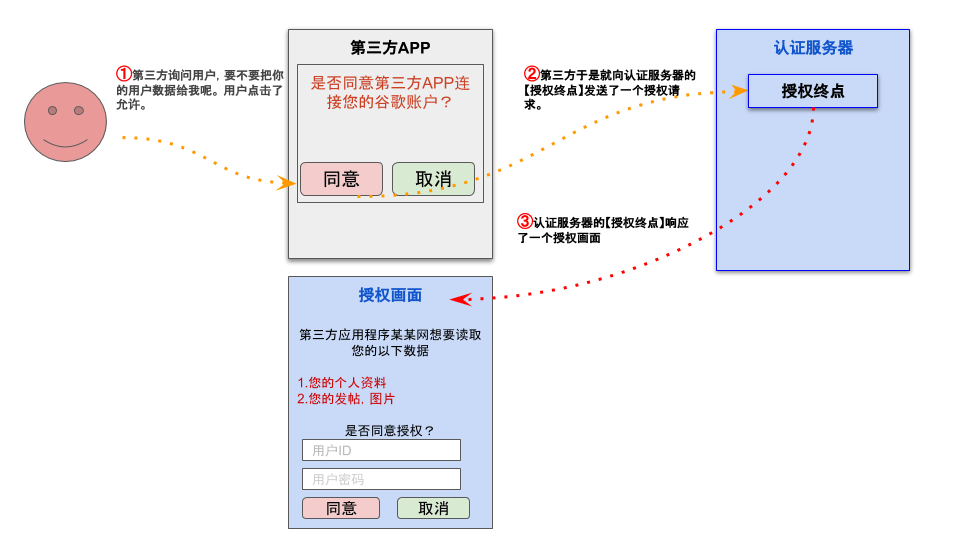 ①第三方询问用户, 要不要把你
的用户数据给我呢。用户点击了
允许。
第三方APP
是否同意第三方APP连
接您的谷歌账户？
同意
取消
②第三方于是就向认证服务器的
【授权终点】发送了一个授权请
求。
认证服务器
授权终点
③认证服务器的【授权终点】响应
了一个授权画面
授权画面
第三方应用程序某某网想要读取
您的以下数据
1.您的个人资料
2.您的发帖, 图片
是否同意授权？
用户ID
用户密码
同意
取消